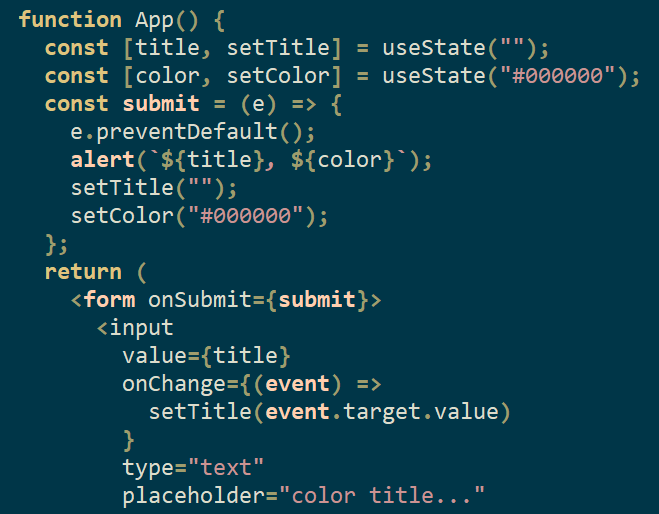 function App() {
  const [title, setTitle] = useState("");
  const [color, setColor] = useState("#000000");
  const submit = (e) => {
    e.preventDefault();
    alert(`${title}, ${color}`);
    setTitle("");
    setColor("#000000");
  };
  return (
    <form onSubmit={submit}>
      <input
        value={title}
        onChange={(event) =>
          setTitle(event.target.value)
        }
        type="text"
        placeholder="color title..."